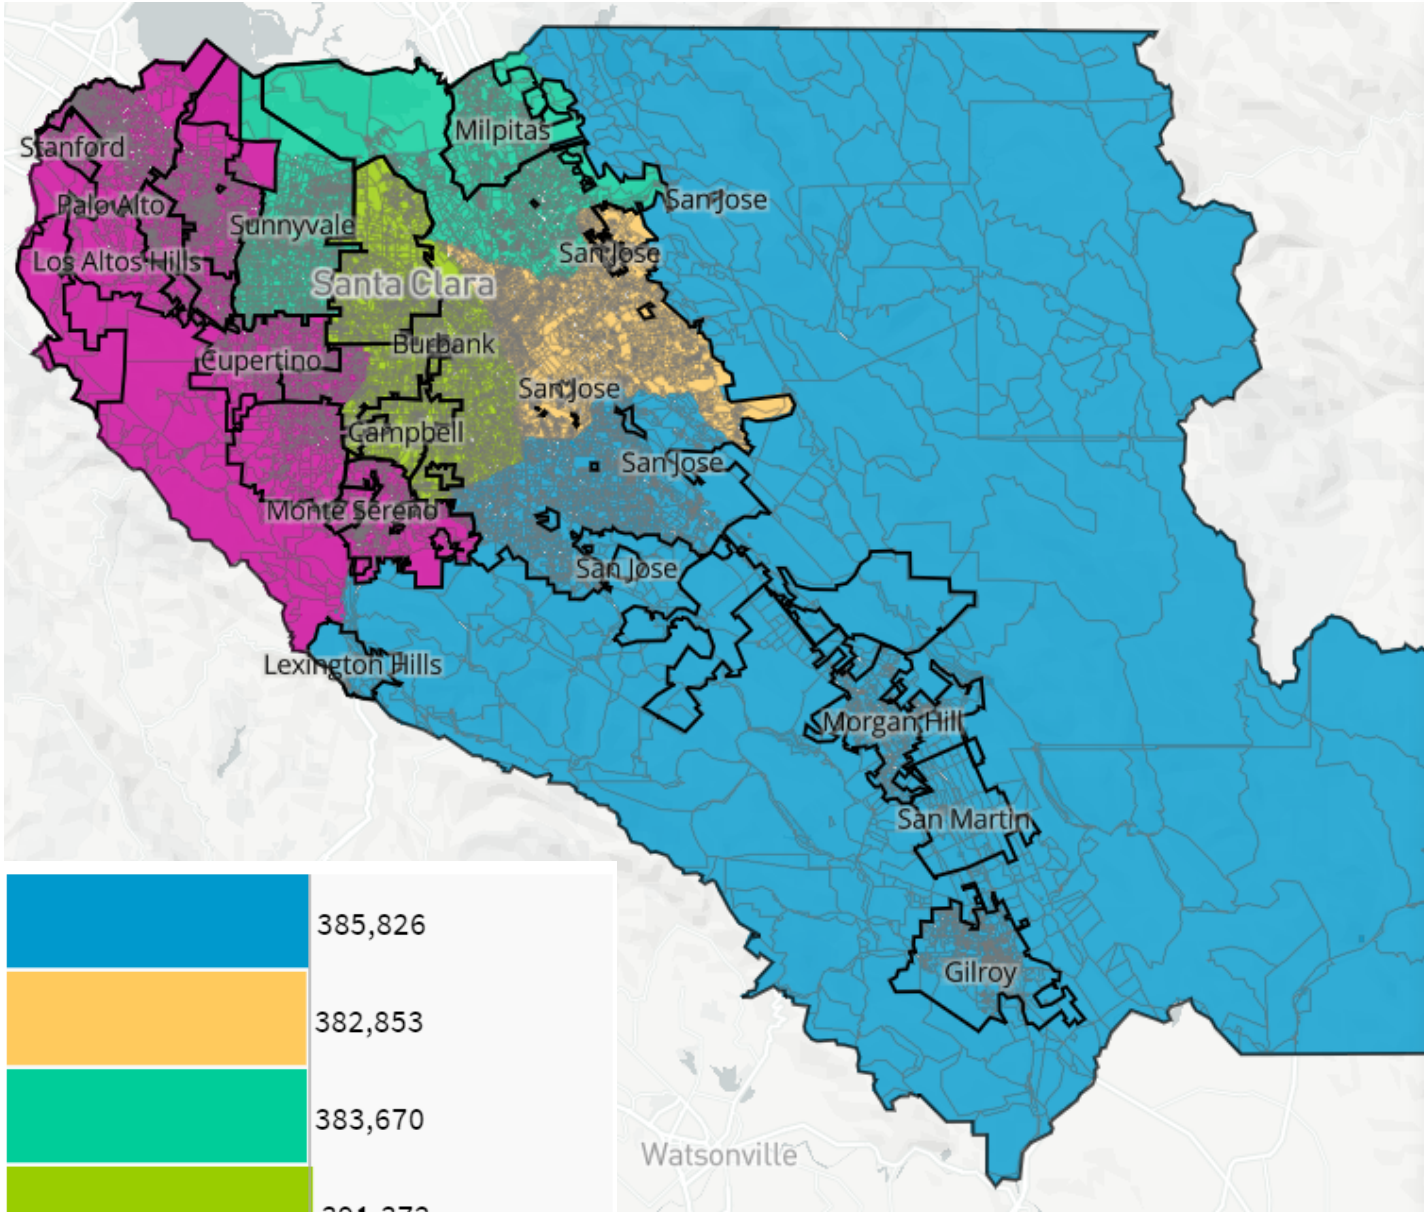 Milpitas
Stanford
San Jose
Palo Alto
Sunnyvale
San Jose
Los Altos Hills
Santa Clara
Burbank
Cupertino
San Jose
Campbell
San Jose
Monte Sereno
San Jose
Lexington Hills
Morgan Hill
San Martin
385,826
Gilroy
382,853
383,670
Watsonville